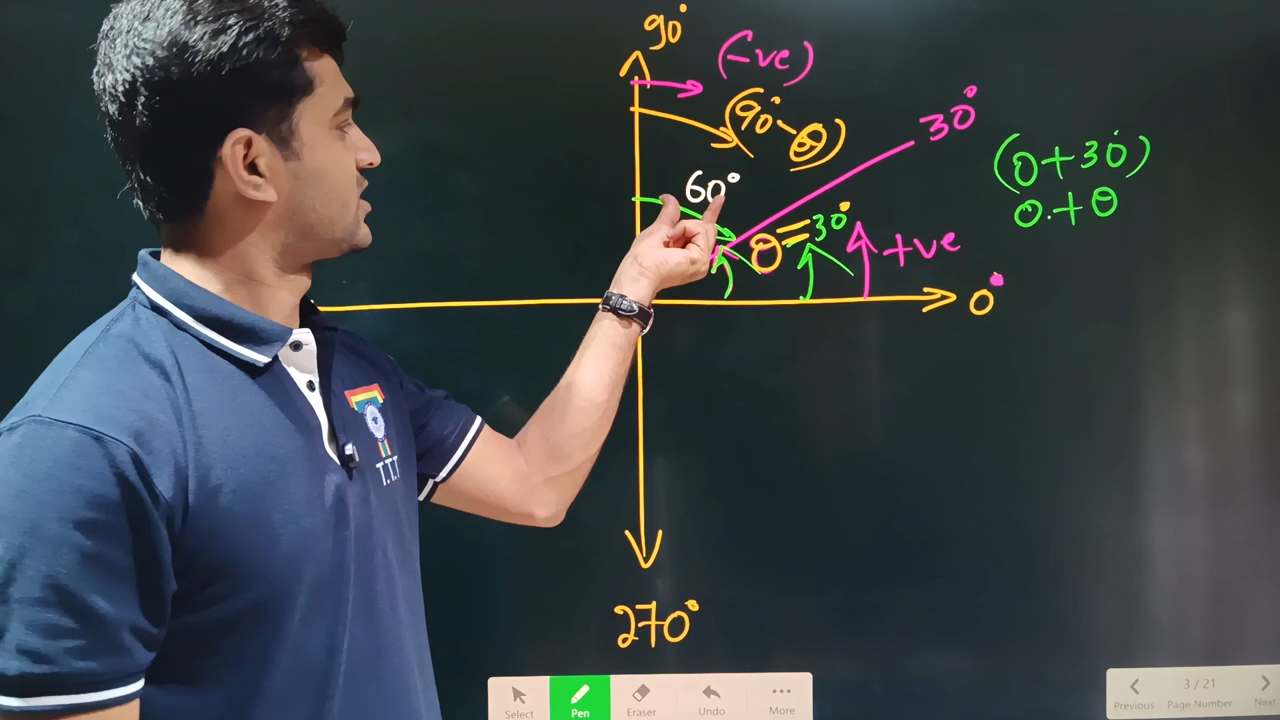 90°
(-ve)
(90°-θ)
30°
(0+30°)
0.+θ
60°
θ=30°
+ve
0°
T.T.T
270°
Select
Pen
Eraser
Undo
More
Previous
3 / 21
Page Number
Next